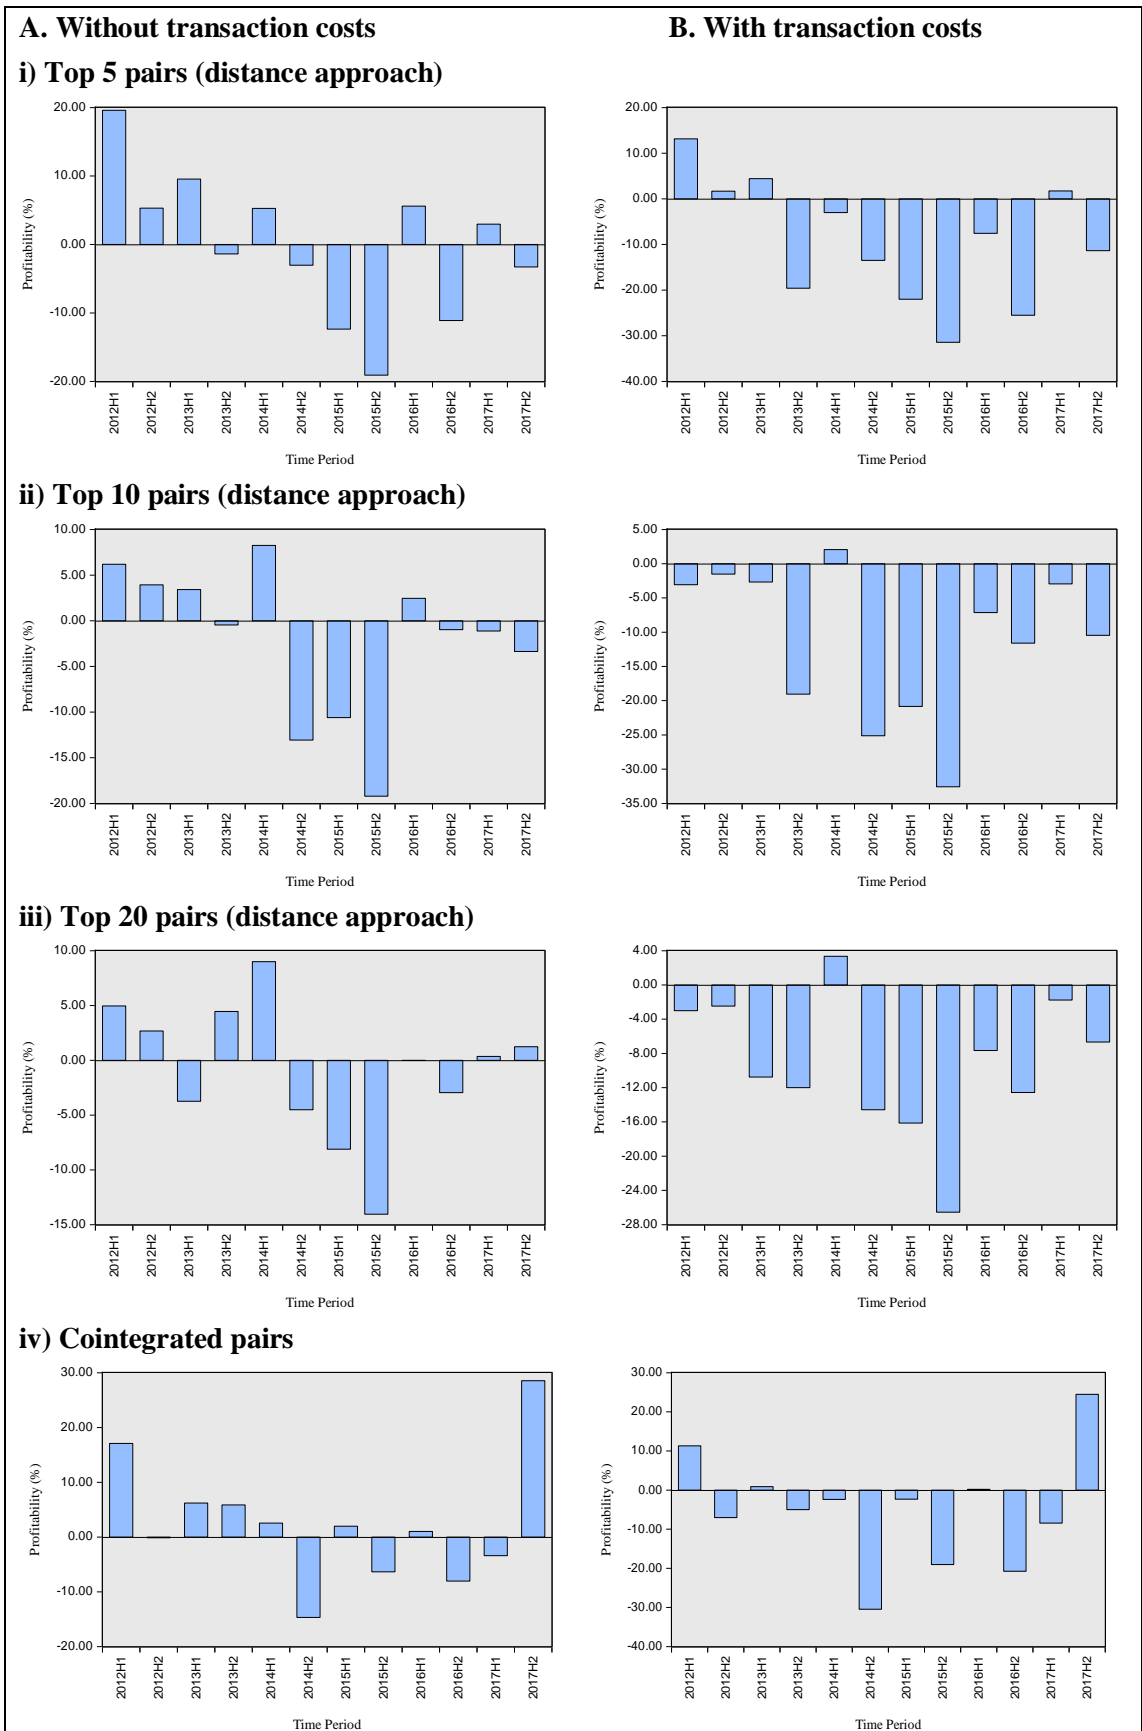 A. Without transaction costs
B. With transaction costs
i) Top 5 pairs (distance approach)
20.00
10.00
0.00
-10.00
-20.00
Profitability (%)
2012H1
2012H2
2013H1
2013H2
2014H1
2014H2
2015H1
2015H2
2016H1
2016H2
2017H1
2017H2
Time Period
20.00
10.00
0.00
-10.00
-20.00
-30.00
-40.00
Profitability (%)
2012H1
2012H2
2013H1
2013H2
2014H1
2014H2
2015H1
2015H2
2016H1
2016H2
2017H1
2017H2
Time Period
ii) Top 10 pairs (distance approach)
10.00
5.00
0.00
-5.00
-10.00
-15.00
-20.00
Profitability (%)
2012H1
2012H2
2013H1
2013H2
2014H1
2014H2
2015H1
2015H2
2016H1
2016H2
2017H1
2017H2
Time Period
5.00
0.00
-5.00
-10.00
-15.00
-20.00
-25.00
-30.00
-35.00
Profitability (%)
2012H1
2012H2
2013H1
2013H2
2014H1
2014H2
2015H1
2015H2
2016H1
2016H2
2017H1
2017H2
Time Period
iii) Top 20 pairs (distance approach)
10.00
5.00
0.00
-5.00
-10.00
-15.00
Profitability (%)
2012H1
2012H2
2013H1
2013H2
2014H1
2014H2
2015H1
2015H2
2016H1
2016H2
2017H1
2017H2
Time Period
4.00
0.00
-4.00
-8.00
-12.00
-16.00
-20.00
-24.00
-28.00
Profitability (%)
2012H1
2012H2
2013H1
2013H2
2014H1
2014H2
2015H1
2015H2
2016H1
2016H2
2017H1
2017H2
Time Period
iv) Cointegrated pairs
30.00
20.00
10.00
0.00
-10.00
-20.00
Profitability (%)
2012H1
2012H2
2013H1
2013H2
2014H1
2014H2
2015H1
2015H2
2016H1
2016H2
2017H1
2017H2
Time Period
30.00
20.00
10.00
0.00
-10.00
-20.00
-30.00
-40.00
Profitability (%)
2012H1
2012H2
2013H1
2013H2
2014H1
2014H2
2015H1
2015H2
2016H1
2016H2
2017H1
2017H2
Time Period